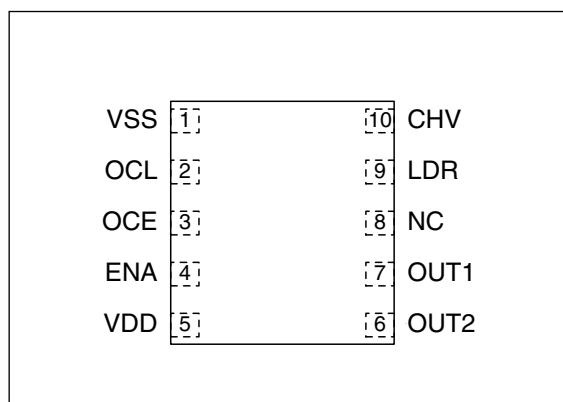 VSS 1 10 CHV
OCL 2 9 LDR
OCE 3 8 NC
ENA 4 7 OUT1
VDD 5 6 OUT2